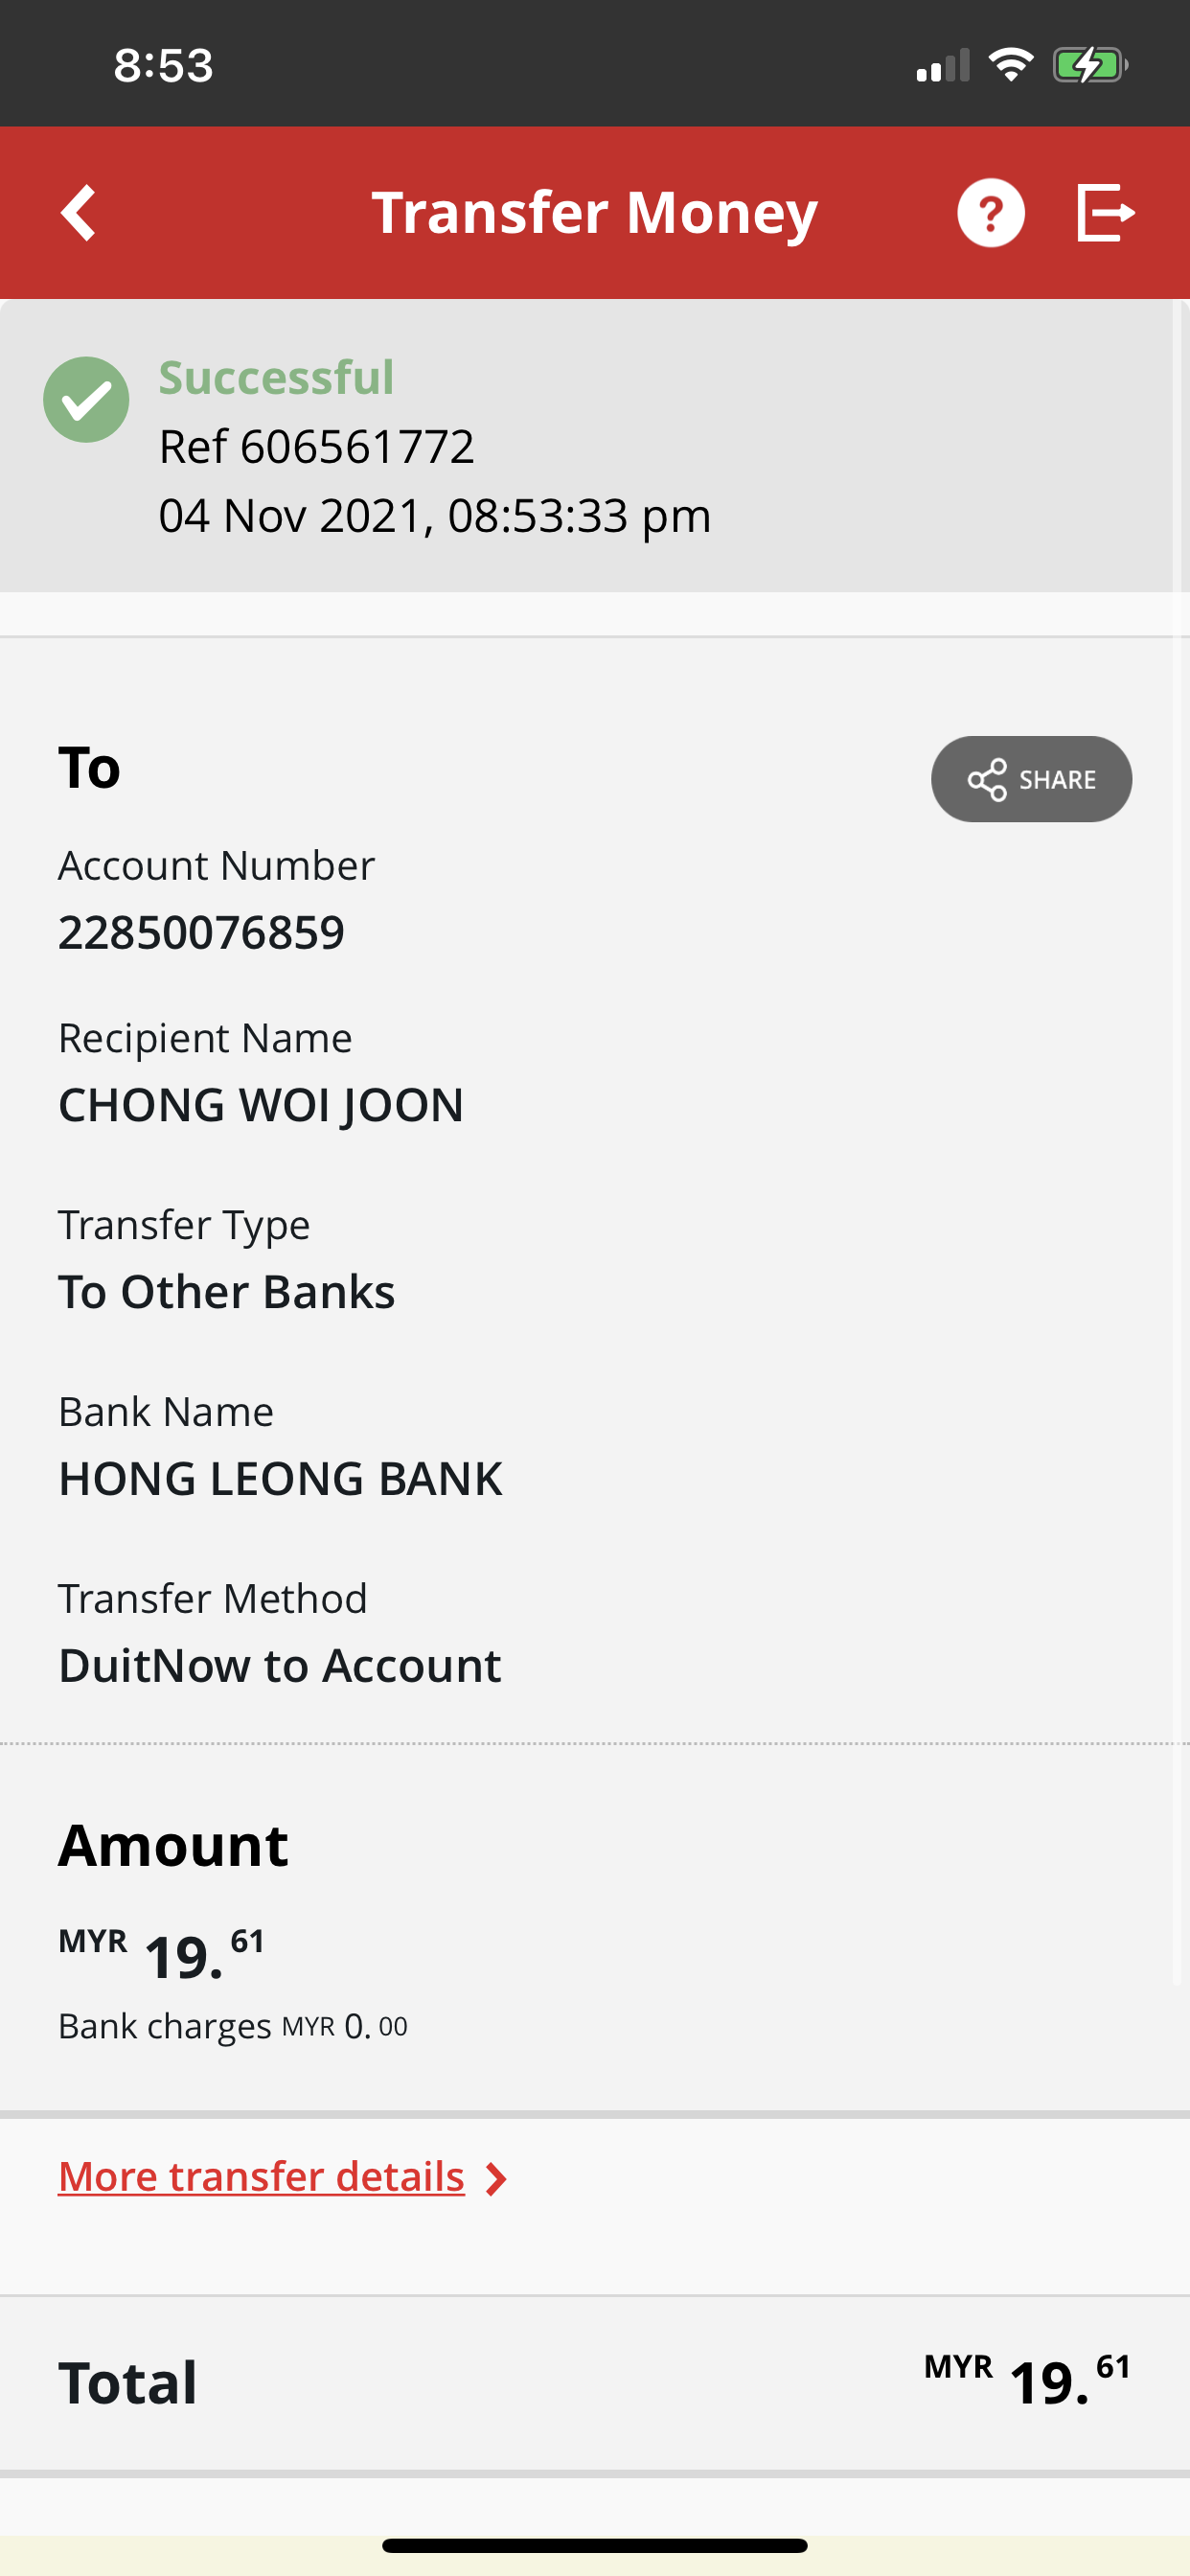 8:53
Transfer Money
?
Successful
Ref 606561772
04 Nov 2021, 08:53:33 pm
To
SHARE
Account Number
22850076859
Recipient Name
CHONG WOI JOON
Transfer Type
To Other Banks
Bank Name
HONG LEONG BANK
Transfer Method
DuitNow to Account
Amount
MYR 19. 61
Bank charges MYR 0. 00
More transfer details
Total MYR 19. 61